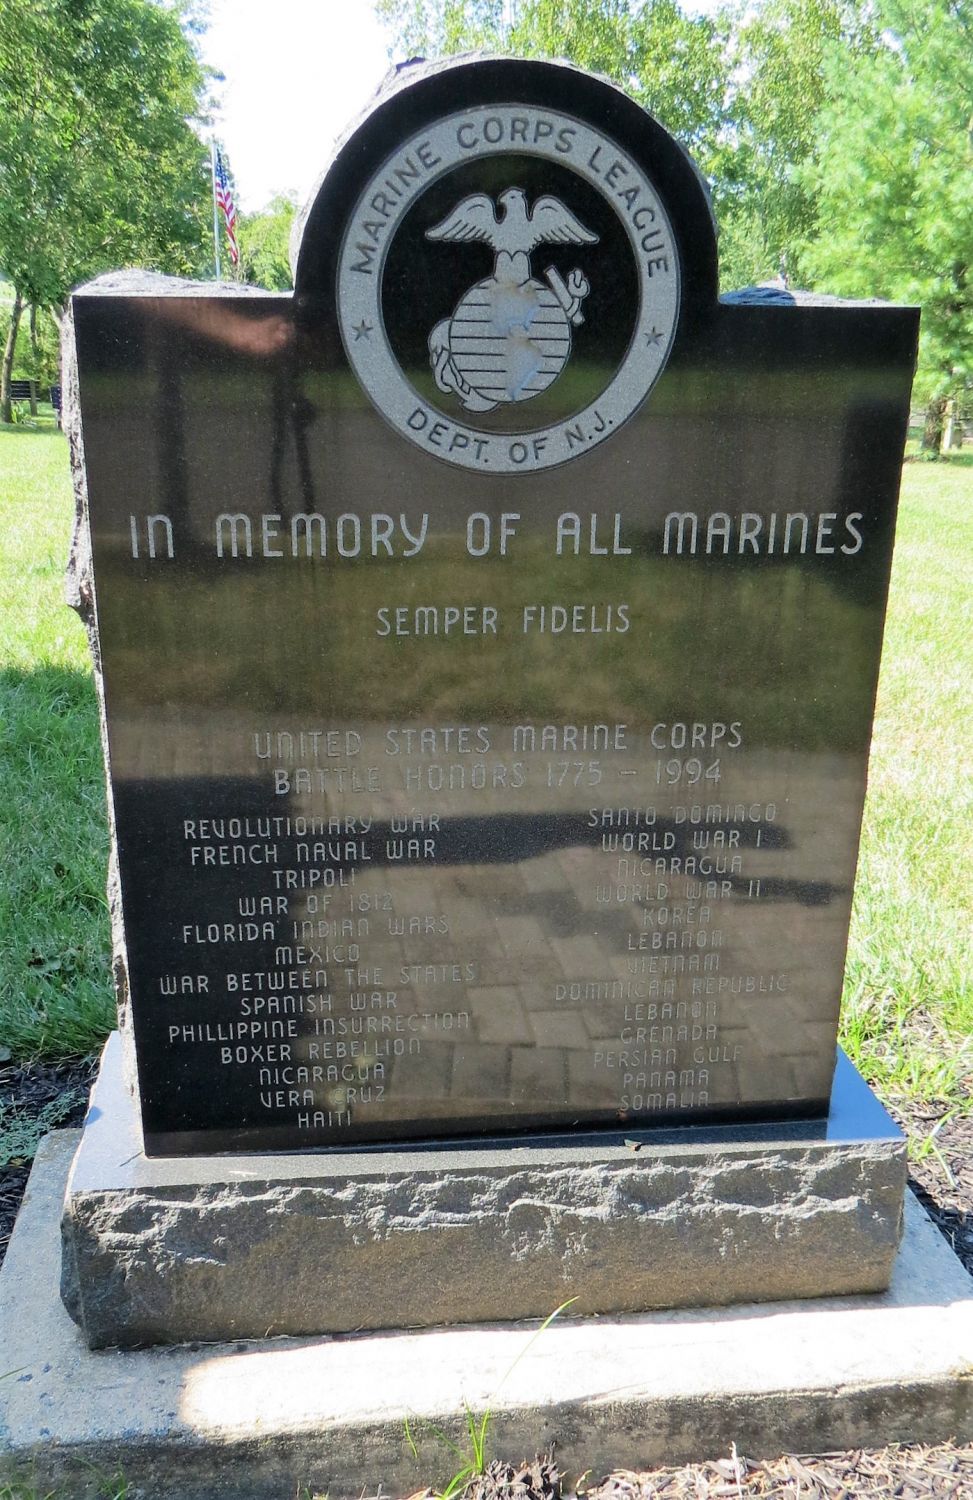 MARINE CORPS LEAGUE
DEPT. OF N.J.
IN MEMORY OF ALL MARINES
SEMPER FIDELIS
UNITED STATES MARINE CORPS
BATTLE HONORS 1775 - 1994
REVOLUTIONARY WAR
FRENCH NAVAL WAR
TRIPOLI
WAR OF 1812
FLORIDA INDIAN WARS
MEXICO
WAR BETWEEN THE STATES
SPANISH WAR
PHILLIPPINE INSURRECTION
BOXER REBELLION
NICARAGUA
VERA CRUZ
HAITI
SANTO DOMINGO
WORLD WAR I
NICARAGUA
WORLD WAR II
KOREA
LEBANON
VIETNAM
DOMINICAN REPUBLIC
LEBANON
GRENADA
PERSIAN GULF
PANAMA
SOMALIA